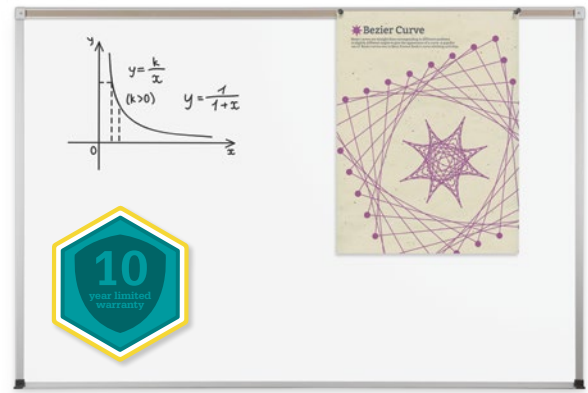 y
y = k/x
(k>0)
y = 1/1+x
0
x
Bezier Curve
10
year limited
warranty